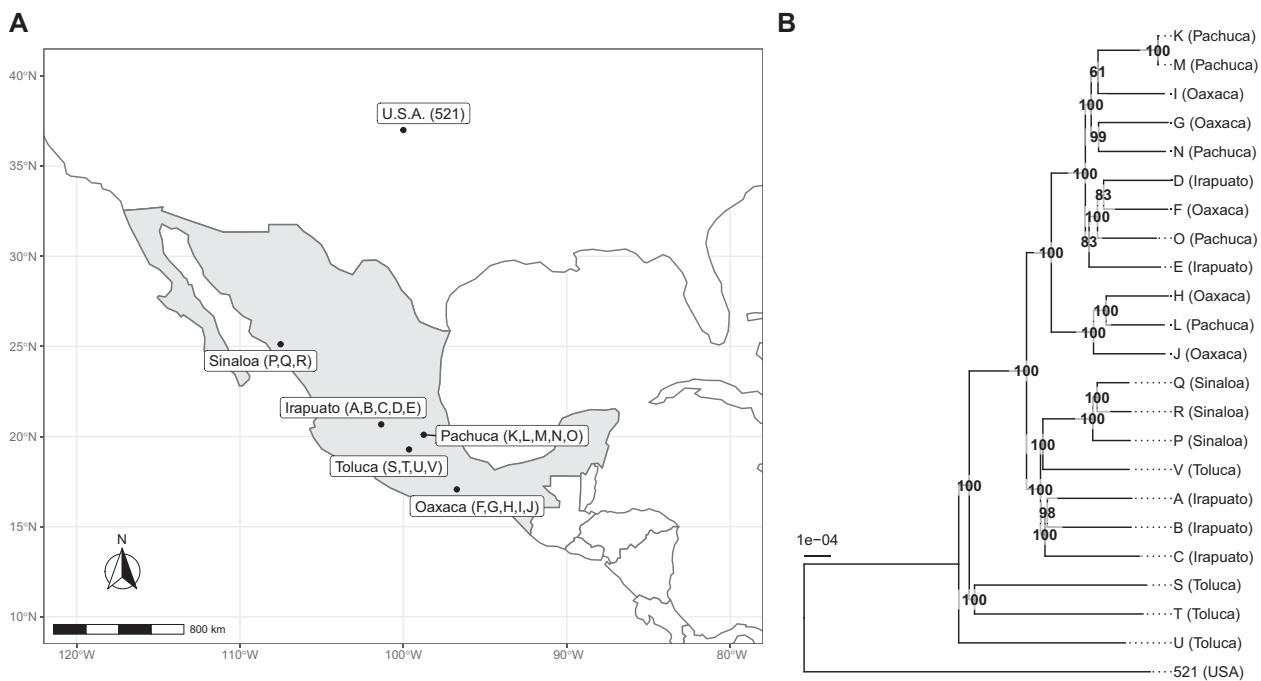 A
40°N
35°N
30°N
25°N
20°N
15°N
10°N
120°W
110°W
100°W
90°W
80°W
U.S.A. (521)
Sinaloa (P,Q,R)
Irapuato (A,B,C,D,E)
Pachuca (K,L,M,N,O)
Toluca (S,T,U,V)
Oaxaca (F,G,H,I,J)
N
800 km
B
K (Pachuca)
100
M (Pachuca)
61
I (Oaxaca)
100
G (Oaxaca)
99
N (Pachuca)
100
D (Irapuato)
83
F (Oaxaca)
100
O (Pachuca)
83
100
E (Irapuato)
H (Oaxaca)
100
L (Pachuca)
100
J (Oaxaca)
100
Q (Sinaloa)
100
R (Sinaloa)
100
P (Sinaloa)
100
V (Toluca)
100
100
A (Irapuato)
98
B (Irapuato)
100
1e−04
C (Irapuato)
S (Toluca)
100
T (Toluca)
U (Toluca)
521 (USA)